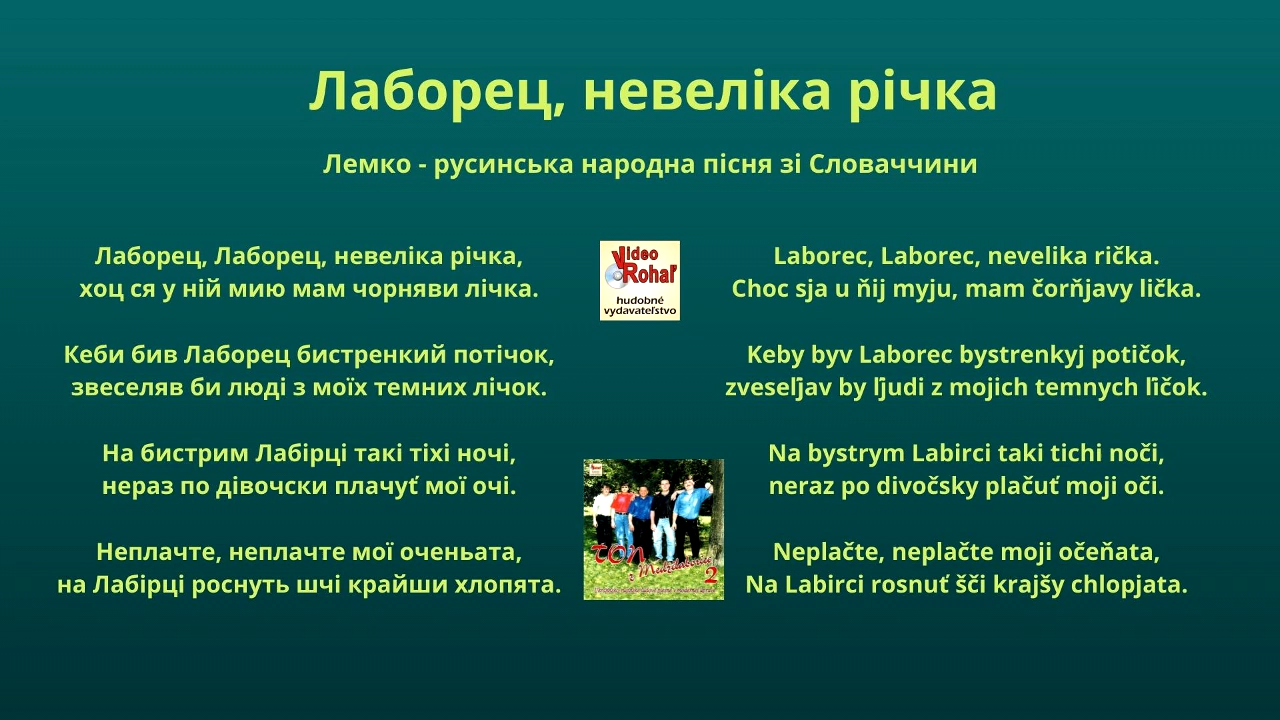 Лаборец, невеліка річка
Лемко - русинська народна пісня зі Словаччини
Лаборец, Лаборец, невеліка річка,
хоц ся у ній мию мам чорняви лічка.
Кеби бив Лаборец бистренкий потічок,
звеселяв би люді з моїх темних лічок.
На бистрим Лабірці такі тіхі ночі,
нераз по дівочски плачуť мої очі.
Неплачте, неплачте мої оченьата,
на Лабірці роснуть шчі крайши хлопята.
Video
Rohaľ
hudobné
vydavateľstvo
TON
2
Laborec, Laborec, nevelika rička.
Choc sja u ňij myju, mam čorňjavy lička.
Keby byv Laborec bystrenkyj potičok,
zveseľjav by ľjudi z mojich temnych ľičok.
Na bystrym Labirci taki tichi noči,
neraz po divočsky plačuť moji oči.
Neplačte, neplačte moji očeňata,
Na Labirci rosnuť šči krajšy chlopjata.